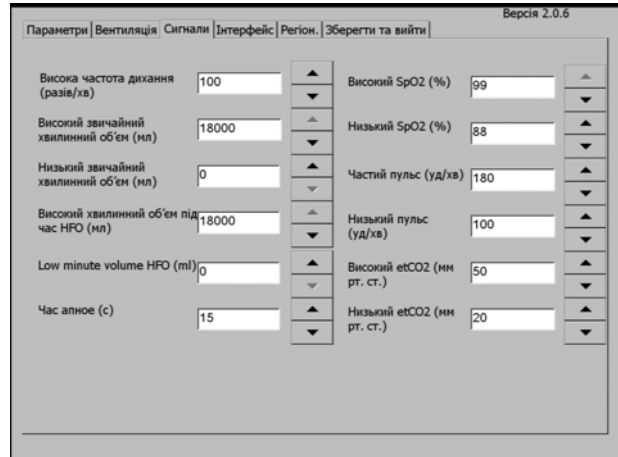 Версія 2.0.6
Параметри Вентиляція Сигнали Інтерфейс Регіон. Зберегти та вийти
Висока частота дихання
(разів/хв)
100
Високий звичайний
хвилинний об'єм (мл)
18000
Низький звичайний
хвилинний об'єм (мл)
0
Високий хвилинний об'єм під
час HFO (мл)
18000
Low minute volume HFO (ml)
0
Час апное (с)
15
Високий SpO2 (%)
99
Низький SpO2 (%)
88
Частий пульс (уд/хв)
180
Низький пульс
(уд/хв)
100
Високий etCO2 (мм
рт. ст.)
50
Низький etCO2 (мм
рт. ст.)
20